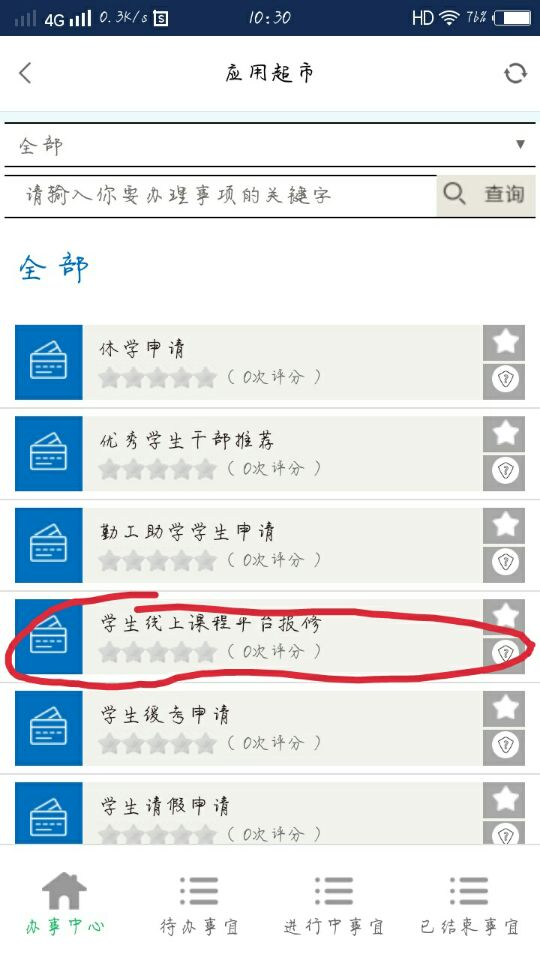 4G 0.3K/s 10:30 HD 76%
应用超市
全部
请输入你要办理事项的关键字 查询
全部
休学申请
(0次评分)
优秀学生干部推荐
(0次评分)
勤工助学学生申请
(0次评分)
学生线上课程平台报修
(0次评分)
学生缓考申请
(0次评分)
学生请假申请
(0次评分)
办事中心 待办事宜 进行中事宜 已结束事宜